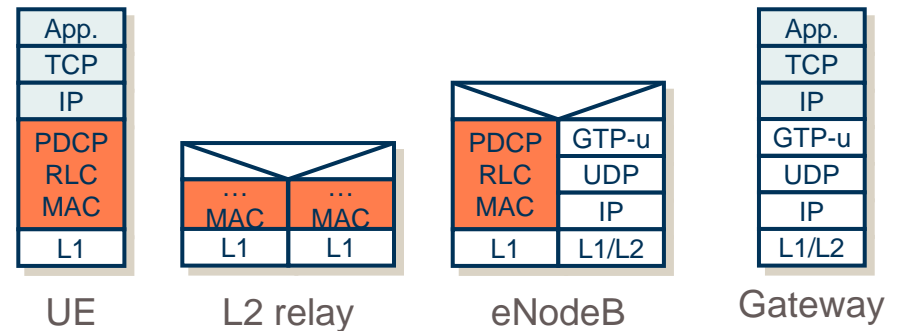 App.
TCP
IP
PDCP
RLC
MAC
L1
UE
…
MAC
L1
…
MAC
L1
L2 relay
PDCP
RLC
MAC
L1
GTP-u
UDP
IP
L1/L2
eNodeB
App.
TCP
IP
GTP-u
UDP
IP
L1/L2
Gateway